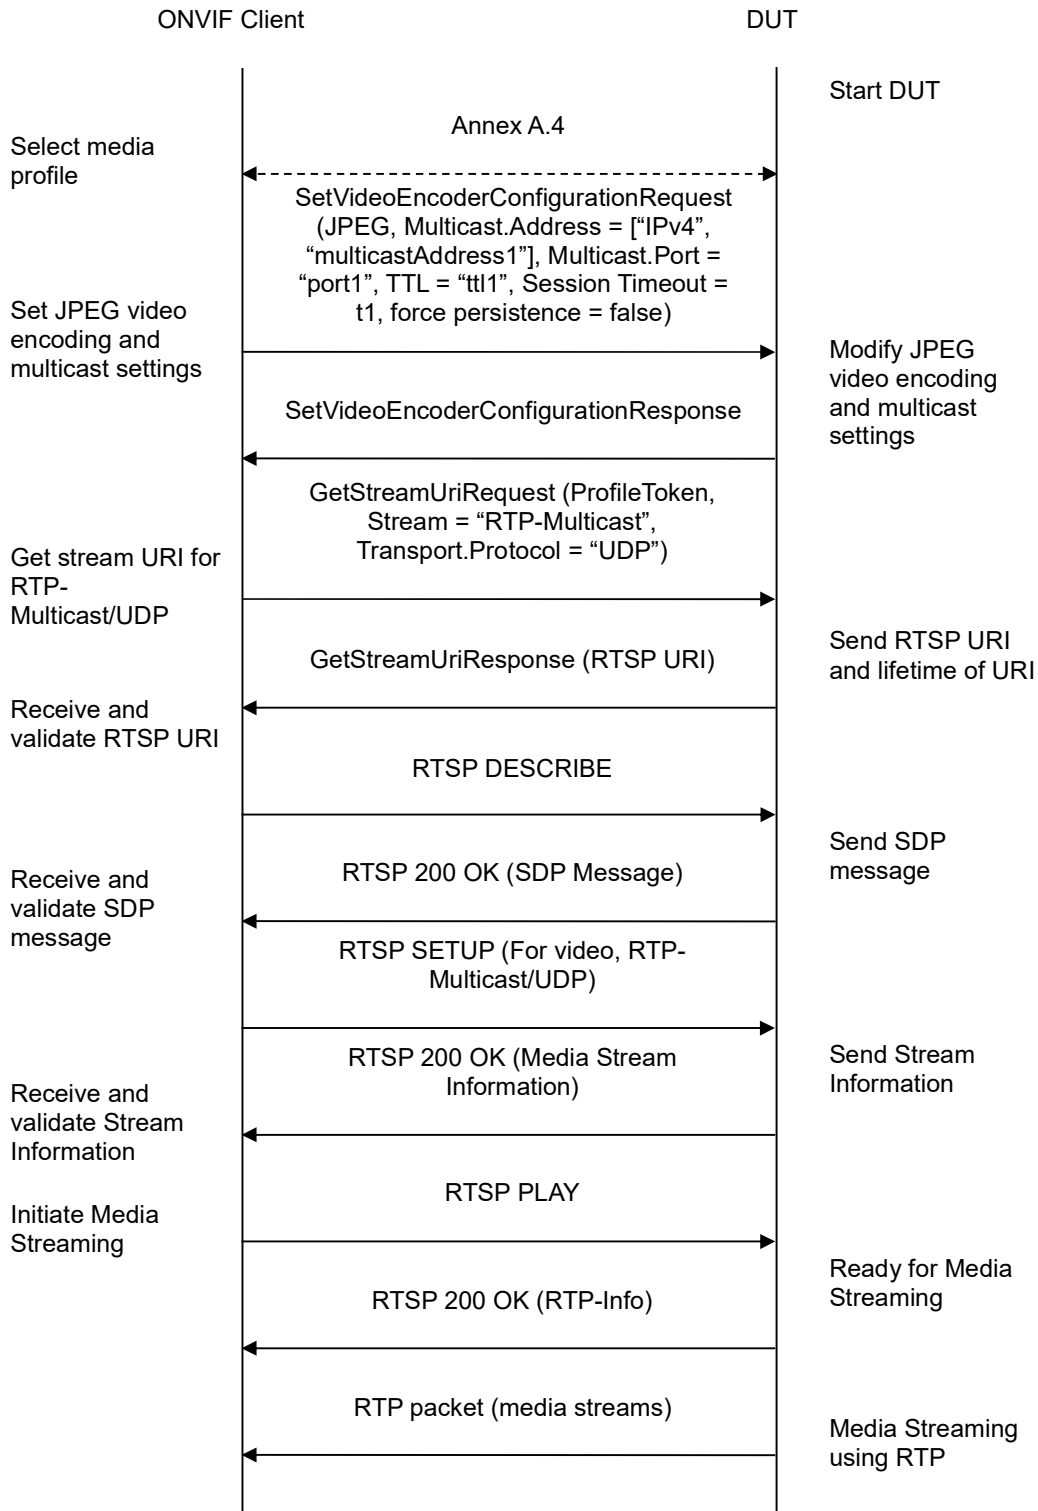 ONVIF Client
DUT
Start DUT
Annex A.4
Select media
profile
SetVideoEncoderConfigurationRequest
(JPEG, Multicast.Address = [“IPv4”,
“multicastAddress1”], Multicast.Port =
“port1”, TTL = “ttl1”, Session Timeout =
t1, force persistence = false)
Set JPEG video
encoding and
multicast settings
Modify JPEG
video encoding
and multicast
settings
SetVideoEncoderConfigurationResponse
GetStreamUriRequest (ProfileToken,
Stream = “RTP-Multicast”,
Transport.Protocol = “UDP”)
Get stream URI for
RTP-
Multicast/UDP
Send RTSP URI
and lifetime of URI
GetStreamUriResponse (RTSP URI)
Receive and
validate RTSP URI
RTSP DESCRIBE
Send SDP
message
RTSP 200 OK (SDP Message)
Receive and
validate SDP
message
RTSP SETUP (For video, RTP-
Multicast/UDP)
Send Stream
Information
RTSP 200 OK (Media Stream
Information)
Receive and
validate Stream
Information
RTSP PLAY
Initiate Media
Streaming
Ready for Media
Streaming
RTSP 200 OK (RTP-Info)
RTP packet (media streams)
Media Streaming
using RTP